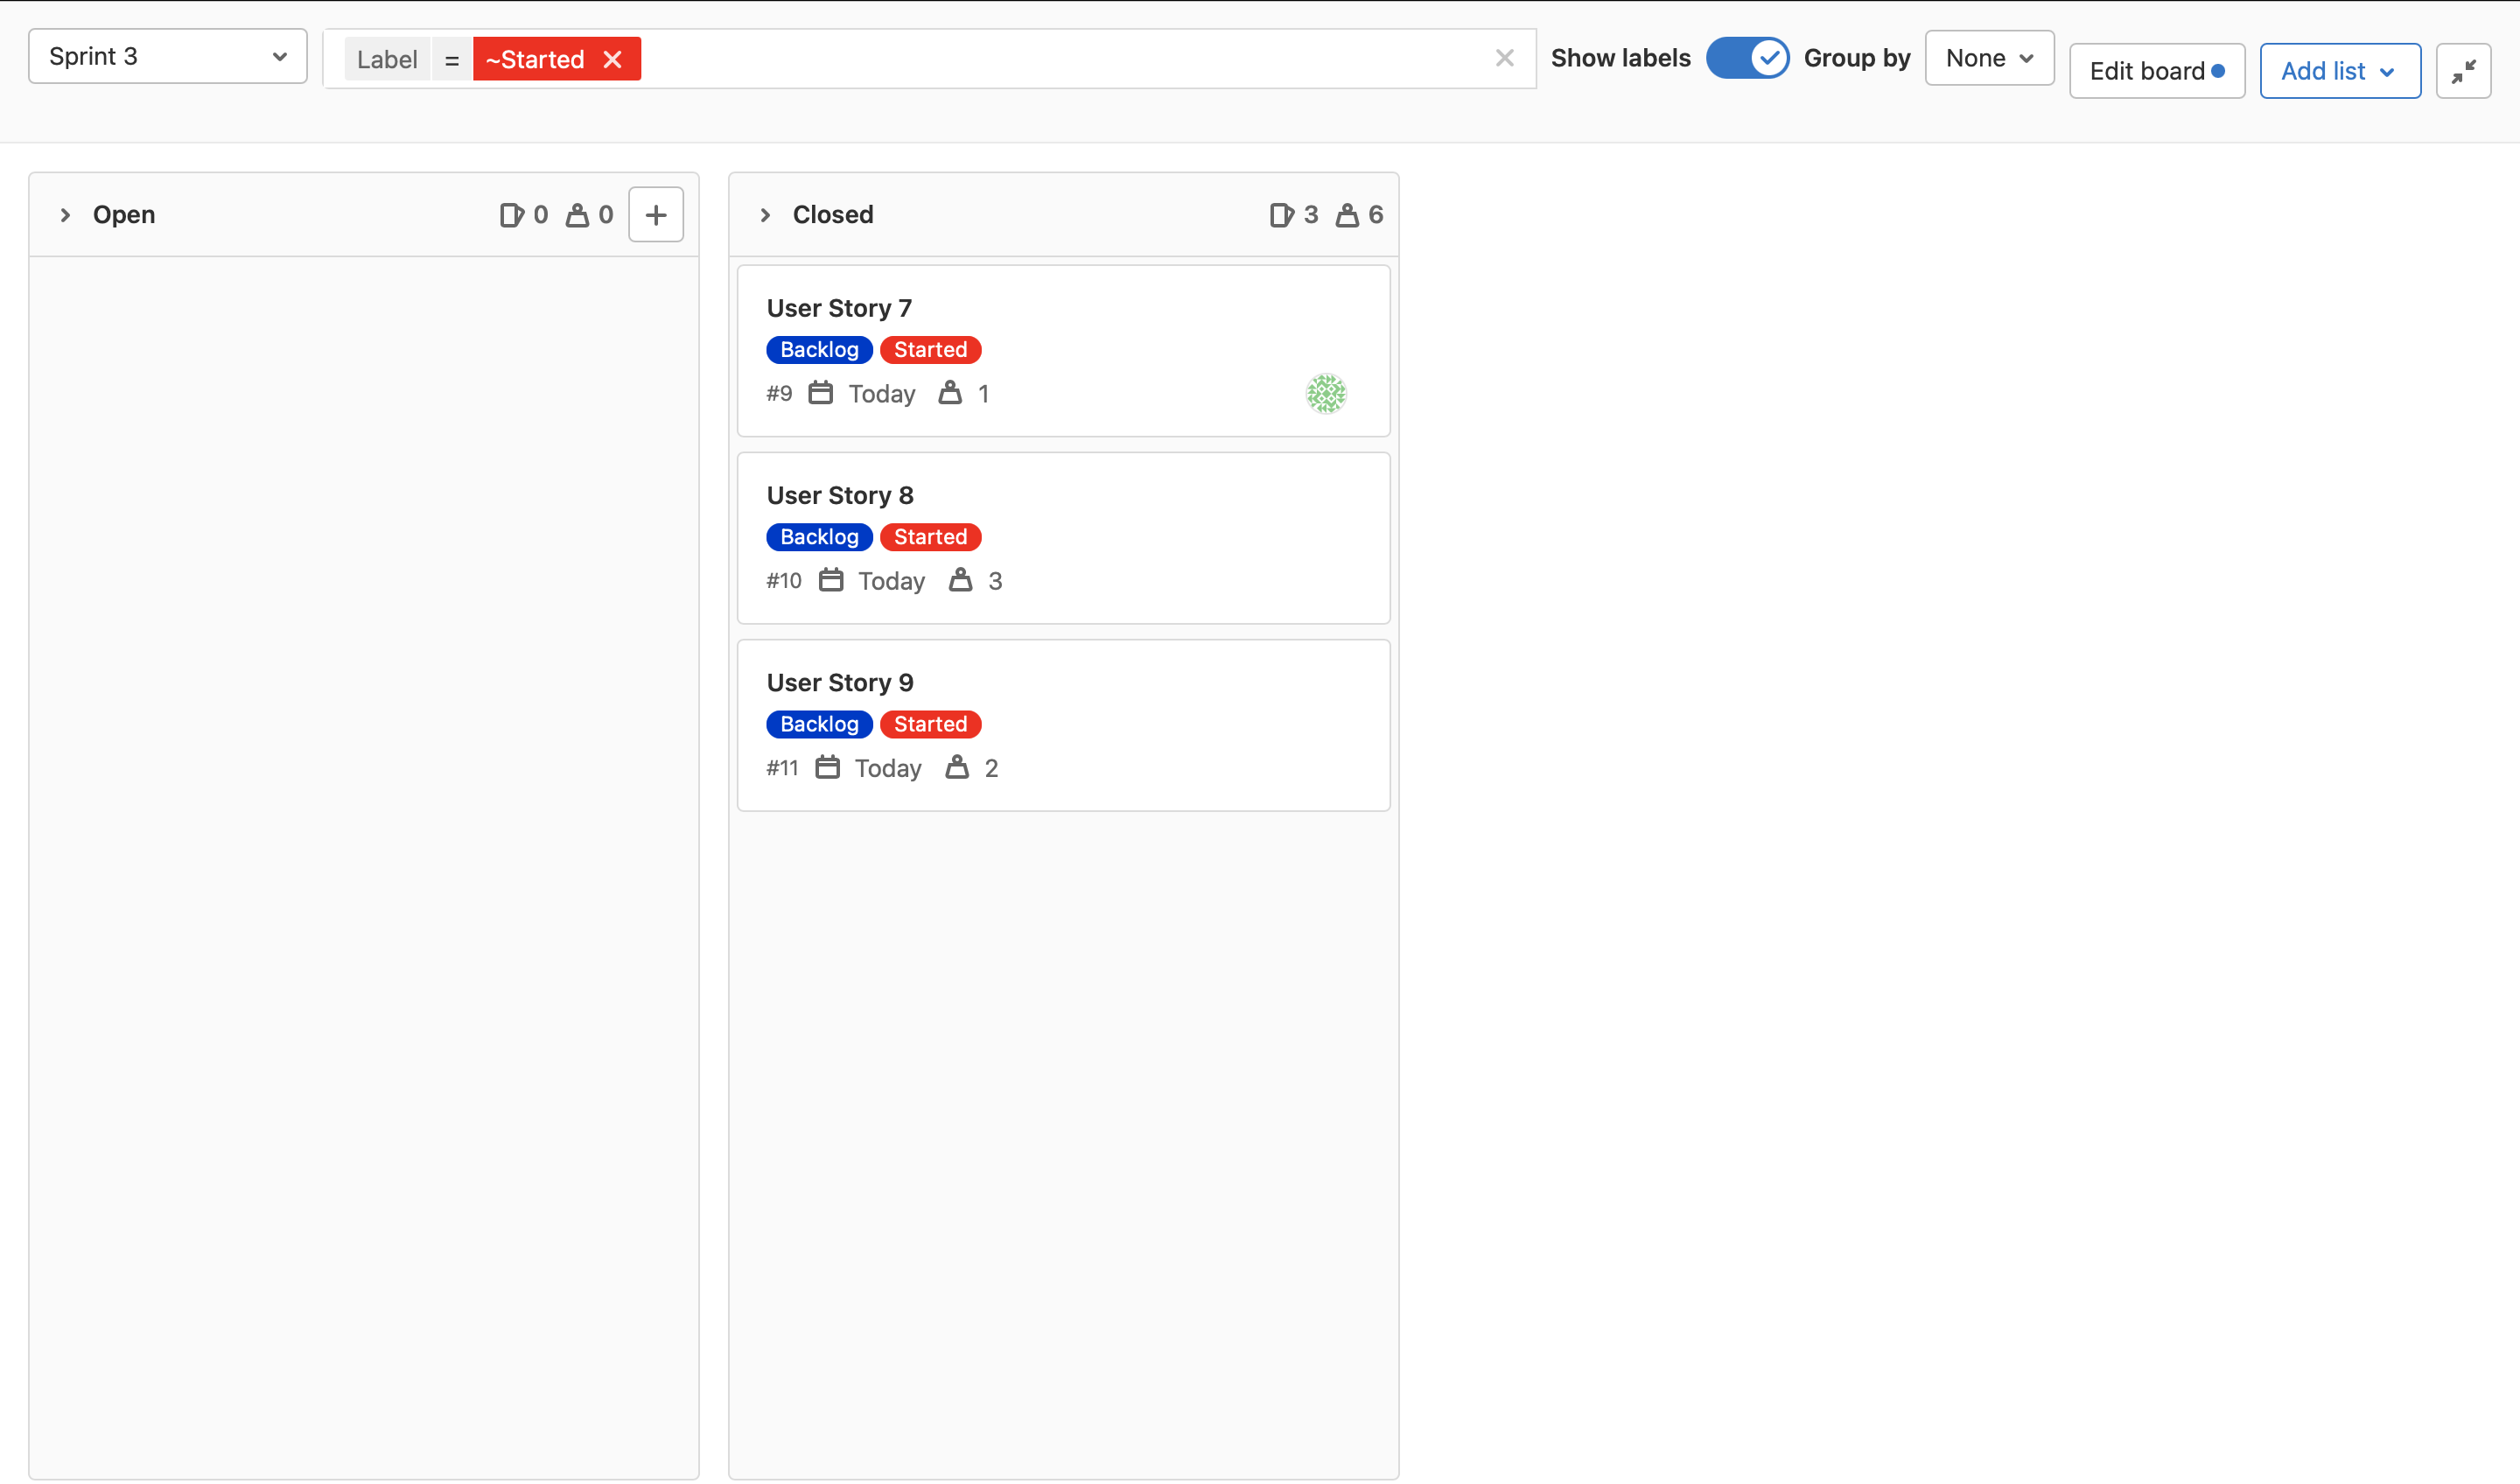 Sprint 3
Label = ~Started
Show labels
Group by
None
Edit board
Add list
Open 0 0
Closed 3 6
User Story 7
Backlog Started
#9 Today 1
User Story 8
Backlog Started
#10 Today 3
User Story 9
Backlog Started
#11 Today 2